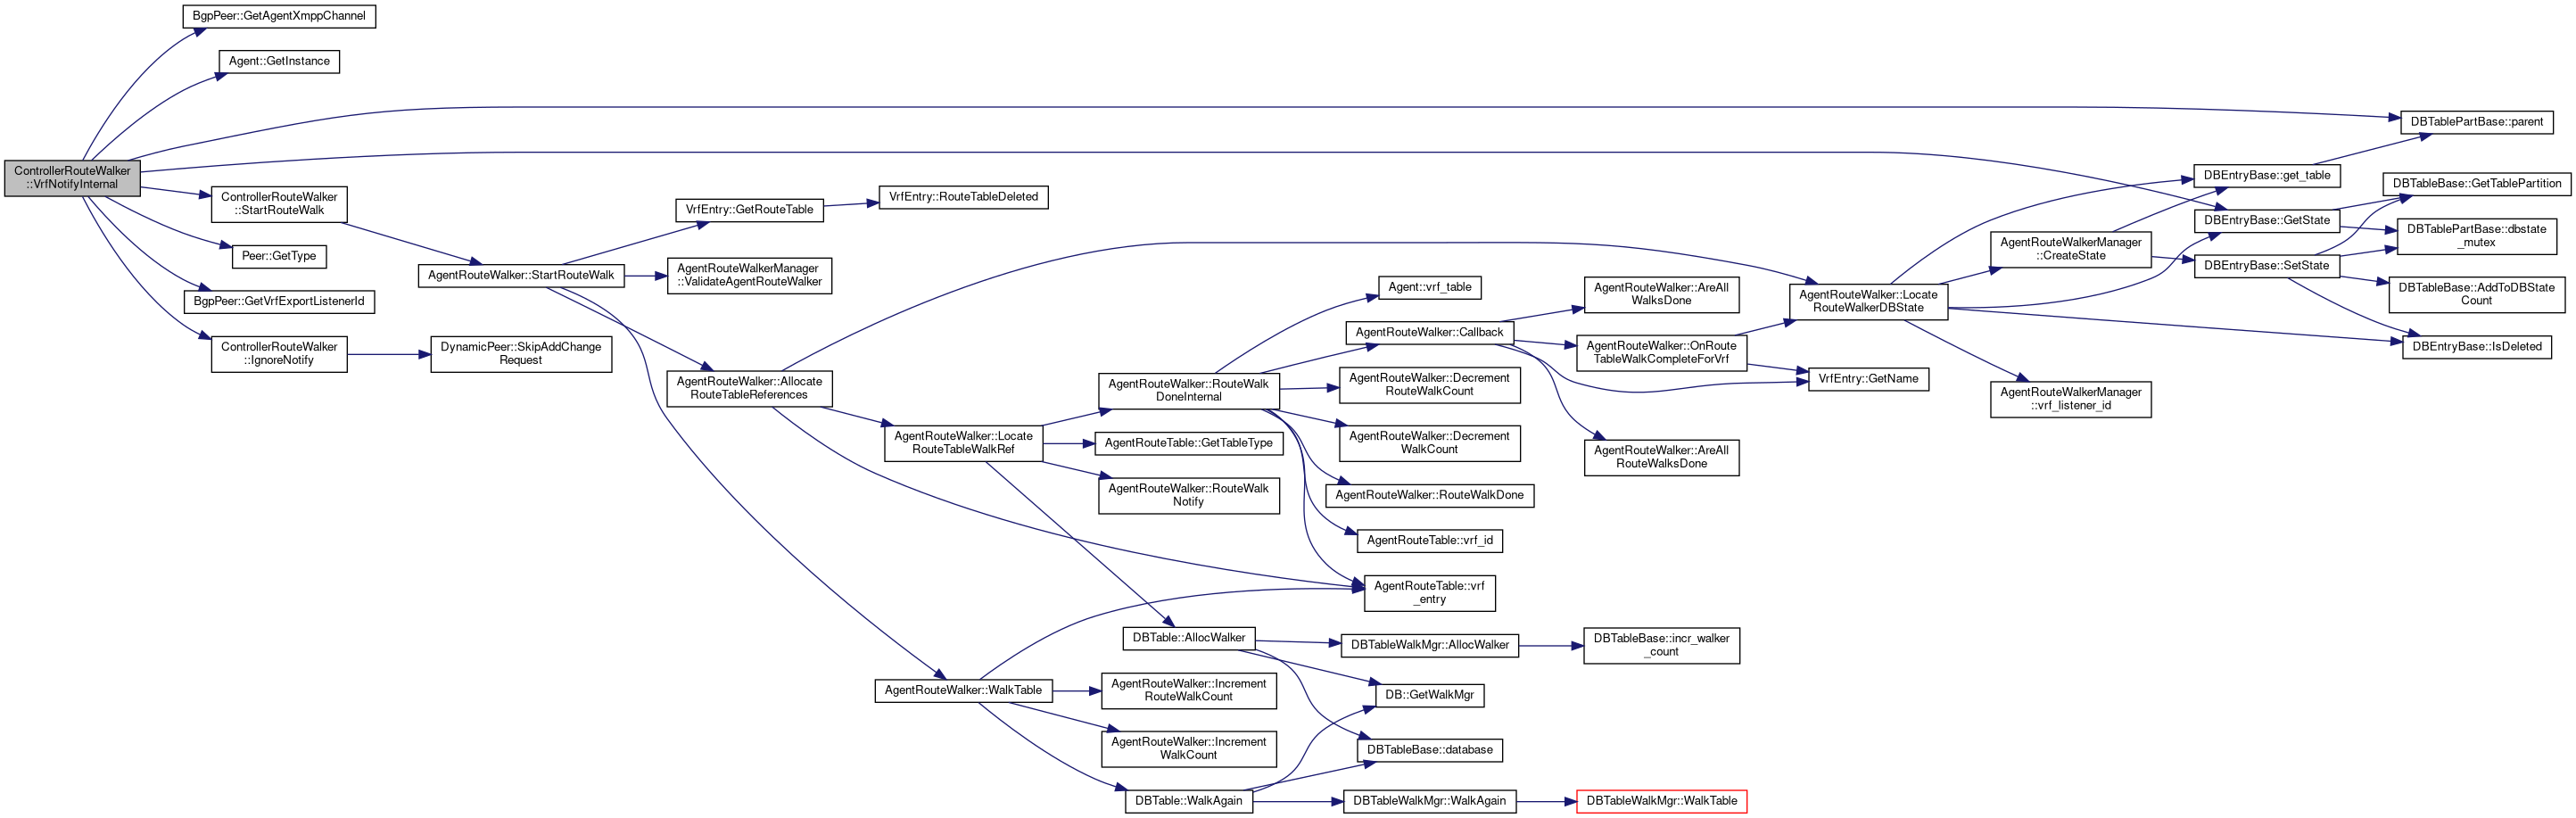 BgpPeer::GetAgentXmppChannel
Agent::GetInstance
ControllerRouteWalker
::VrfNotifyInternal
ControllerRouteWalker
::StartRouteWalk
Peer::GetType
BgpPeer::GetVrfExportListenerId
ControllerRouteWalker
::IgnoreNotify
DynamicPeer::SkipAddChange
Request
AgentRouteWalker::StartRouteWalk
VrfEntry::GetRouteTable
VrfEntry::RouteTableDeleted
AgentRouteWalkerManager
::ValidateAgentRouteWalker
AgentRouteWalker::Allocate
RouteTableReferences
AgentRouteWalker::Locate
RouteTableWalkRef
AgentRouteWalker::WalkTable
AgentRouteWalker::RouteWalk
DoneInternal
AgentRouteTable::GetTableType
AgentRouteWalker::RouteWalk
Notify
DBTable::AllocWalker
AgentRouteWalker::Increment
RouteWalkCount
AgentRouteWalker::Increment
WalkCount
DBTable::WalkAgain
Agent::vrf_table
AgentRouteWalker::Callback
AgentRouteWalker::Decrement
RouteWalkCount
AgentRouteWalker::Decrement
WalkCount
AgentRouteWalker::RouteWalkDone
AgentRouteTable::vrf_id
AgentRouteTable::vrf
_entry
DBTableWalkMgr::AllocWalker
DB::GetWalkMgr
DBTableBase::database
DBTableWalkMgr::WalkAgain
AgentRouteWalker::AreAll
WalksDone
AgentRouteWalker::OnRoute
TableWalkCompleteForVrf
AgentRouteWalker::AreAll
RouteWalksDone
DBTableBase::incr_walker
_count
DBTableWalkMgr::WalkTable
AgentRouteWalker::Locate
RouteWalkerDBState
VrfEntry::GetName
AgentRouteWalkerManager
::CreateState
AgentRouteWalkerManager
::vrf_listener_id
DBEntryBase::get_table
DBEntryBase::GetState
DBEntryBase::SetState
DBTablePartBase::parent
DBTableBase::GetTablePartition
DBTablePartBase::dbstate
_mutex
DBTableBase::AddToDBState
Count
DBEntryBase::IsDeleted